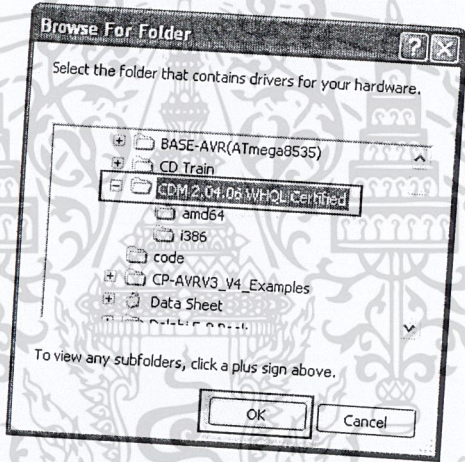 Browse For Folder
Select the folder that contains drivers for your hardware.
BASE-AVR(ATmega8535)
CD Train
CDM 2.04.06 WHQL Certified
amd64
i386
code
CP-AVRV3_V4_Examples
Data Sheet
To view any subfolders, click a plus sign above.
OK
Cancel